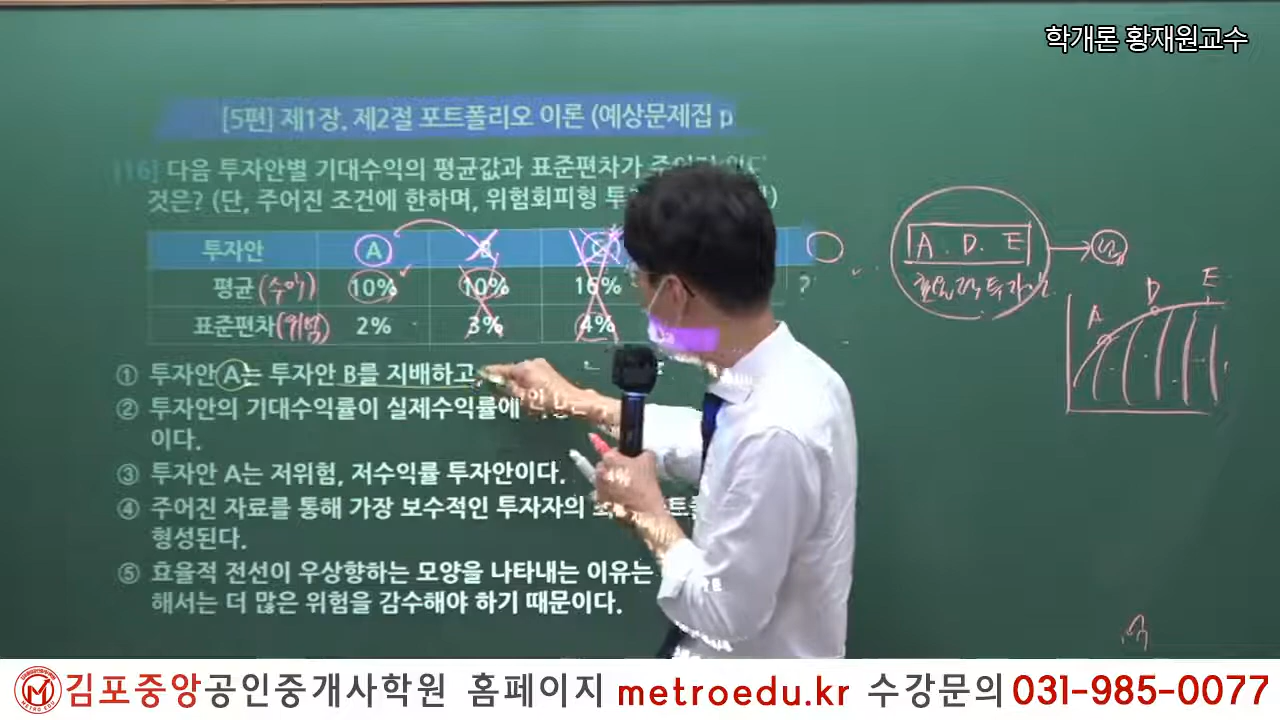 학개론 황재원교수
[5편] 제1장. 제2절 포트폴리오 이론 (예상문제집 p
[16] 다음 투자안별 기대수익의 평균값과 표준편차가
것은? (단, 주어진 조건에 한하며, 위험회피형
투자안 A B C
평균 (수익) 10% 10% 16% ?
표준편차 (위험) 2% 3% 4%
A. D. E
효율적 투자안
A D E
① 투자안 A는 투자안 B를 지배하고
② 투자안의 기대수익률이 실제수익률에
이다.
③ 투자안 A는 저위험, 저수익률 투자안이다.
④ 주어진 자료를 통해 가장 보수적인 투자자의
형성된다.
⑤ 효율적 전선이 우상향하는 모양을 나타내는 이유는
해서는 더 많은 위험을 감수해야 하기 때문이다.
김포중앙공인중개사학원 홈페이지 metroedu.kr 수강문의 031-985-0077